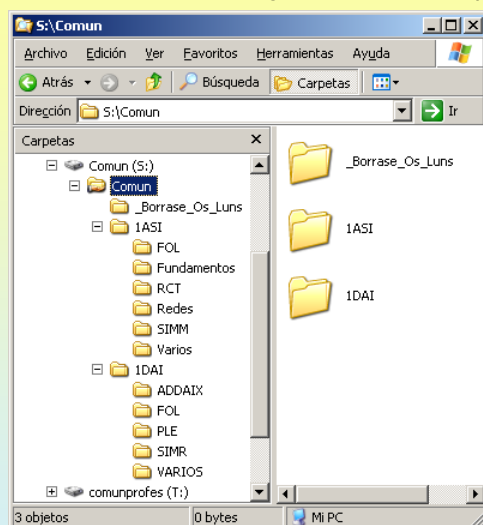 S:\Comun
Archivo Edición Ver Favoritos Herramientas Ayuda
Atrás Búsqueda Carpetas
Dirección S:\Comun Ir
Carpetas x
Comun (S:)
Comun
_Borrase_Os_Luns
1ASI
FOL
Fundamentos
RCT
Redes
SIMM
Varios
1DAI
ADDAIX
FOL
PLE
SIMR
VARIOS
comunprofes (T:)
_Borrase_Os_Luns
1ASI
1DAI
3 objetos 0 bytes Mi PC